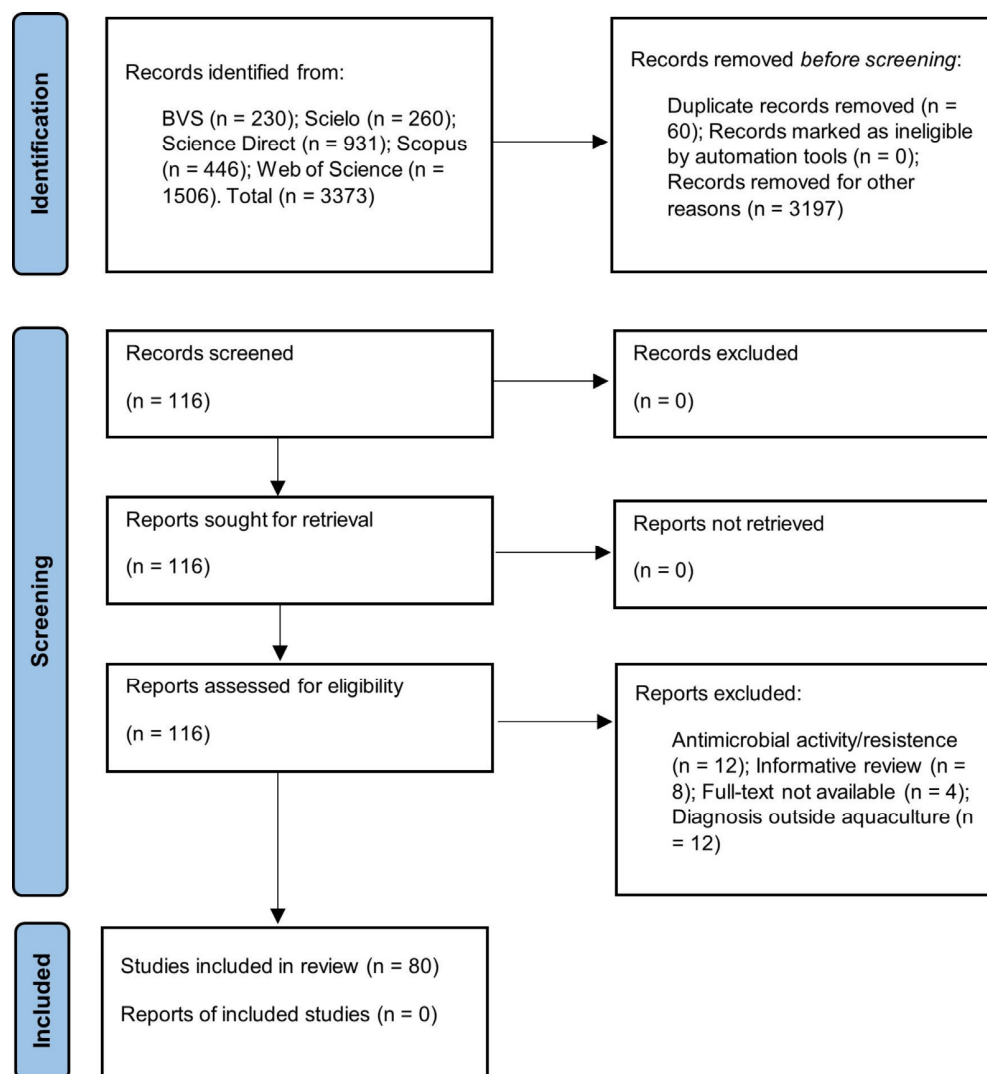 Identification
Records identified from:
BVS (n = 230); Scielo (n = 260);
Science Direct (n = 931); Scopus
(n = 446); Web of Science (n =
1506). Total (n = 3373)
Records removed before screening:
Duplicate records removed (n =
60); Records marked as ineligible
by automation tools (n = 0);
Records removed for other
reasons (n = 3197)
Screening
Records screened
(n = 116)
Records excluded
(n = 0)
Reports sought for retrieval
(n = 116)
Reports not retrieved
(n = 0)
Reports assessed for eligibility
(n = 116)
Reports excluded:
Antimicrobial activity/resistence
(n = 12); Informative review (n =
8); Full-text not available (n = 4);
Diagnosis outside aquaculture (n
= 12)
Included
Studies included in review (n = 80)
Reports of included studies (n = 0)